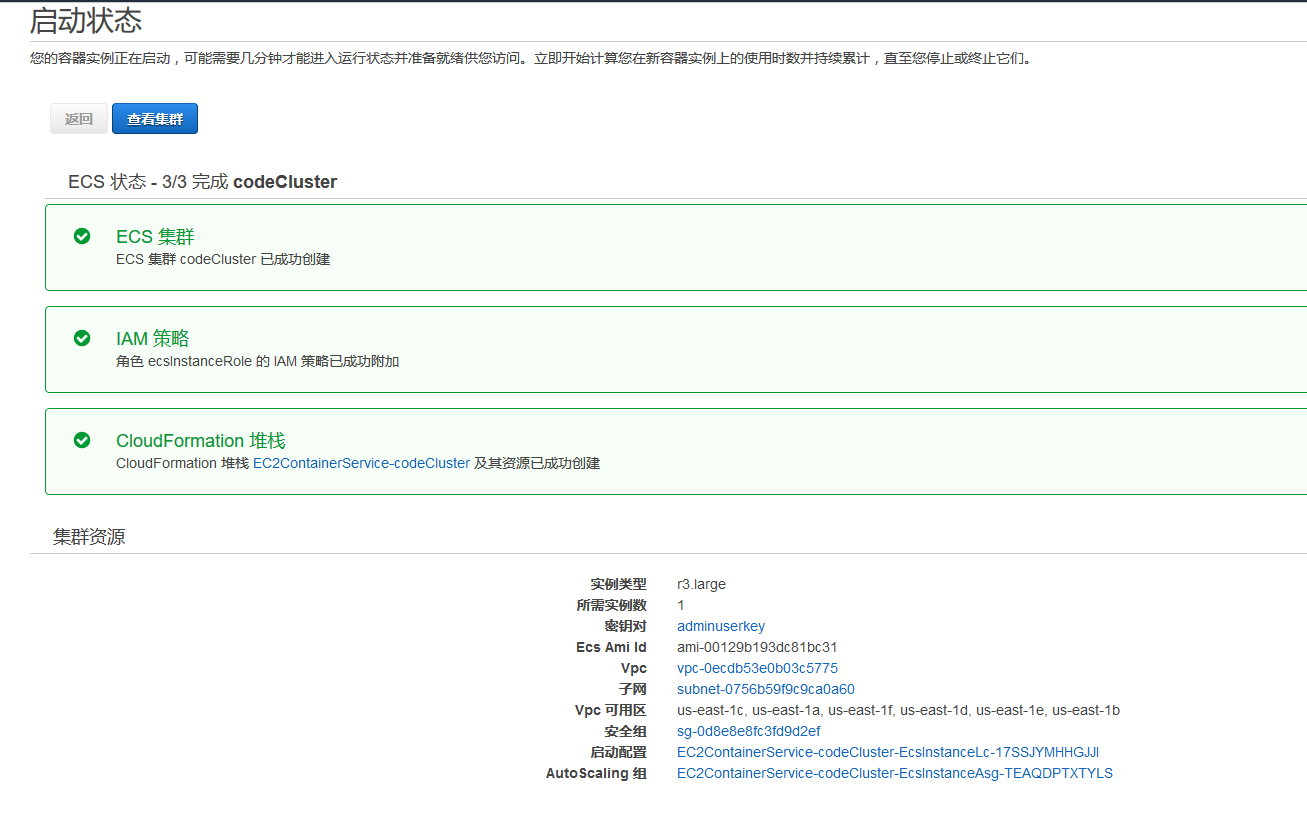 启动状态
您的容器实例正在启动，可能需要几分钟才能进入运行状态并准备就绪供您访问。立即开始计算您在新容器实例上的使用时数并持续累计，直至您停止或终止它们。
返回 查看集群
ECS 状态 - 3/3 完成 codeCluster
ECS 集群
ECS 集群 codeCluster 已成功创建
IAM 策略
角色 ecsInstanceRole 的 IAM 策略已成功附加
CloudFormation 堆栈
CloudFormation 堆栈 EC2ContainerService-codeCluster 及其资源已成功创建
集群资源
实例类型 r3.large
所需实例数 1
密钥对 adminuserkey
Ecs Ami Id ami-00129b193dc81bc31
Vpc vpc-0ecdb53e0b03c5775
子网 subnet-0756b59f9c9ca0a60
Vpc 可用区 us-east-1c, us-east-1a, us-east-1f, us-east-1d, us-east-1e, us-east-1b
安全组 sg-0d8e8e8fc3fd9d2ef
启动配置 EC2ContainerService-codeCluster-EcsInstanceLc-17SSJYMHHGJJI
AutoScaling 组 EC2ContainerService-codeCluster-EcsInstanceAsg-TEAQDPTXTYLS